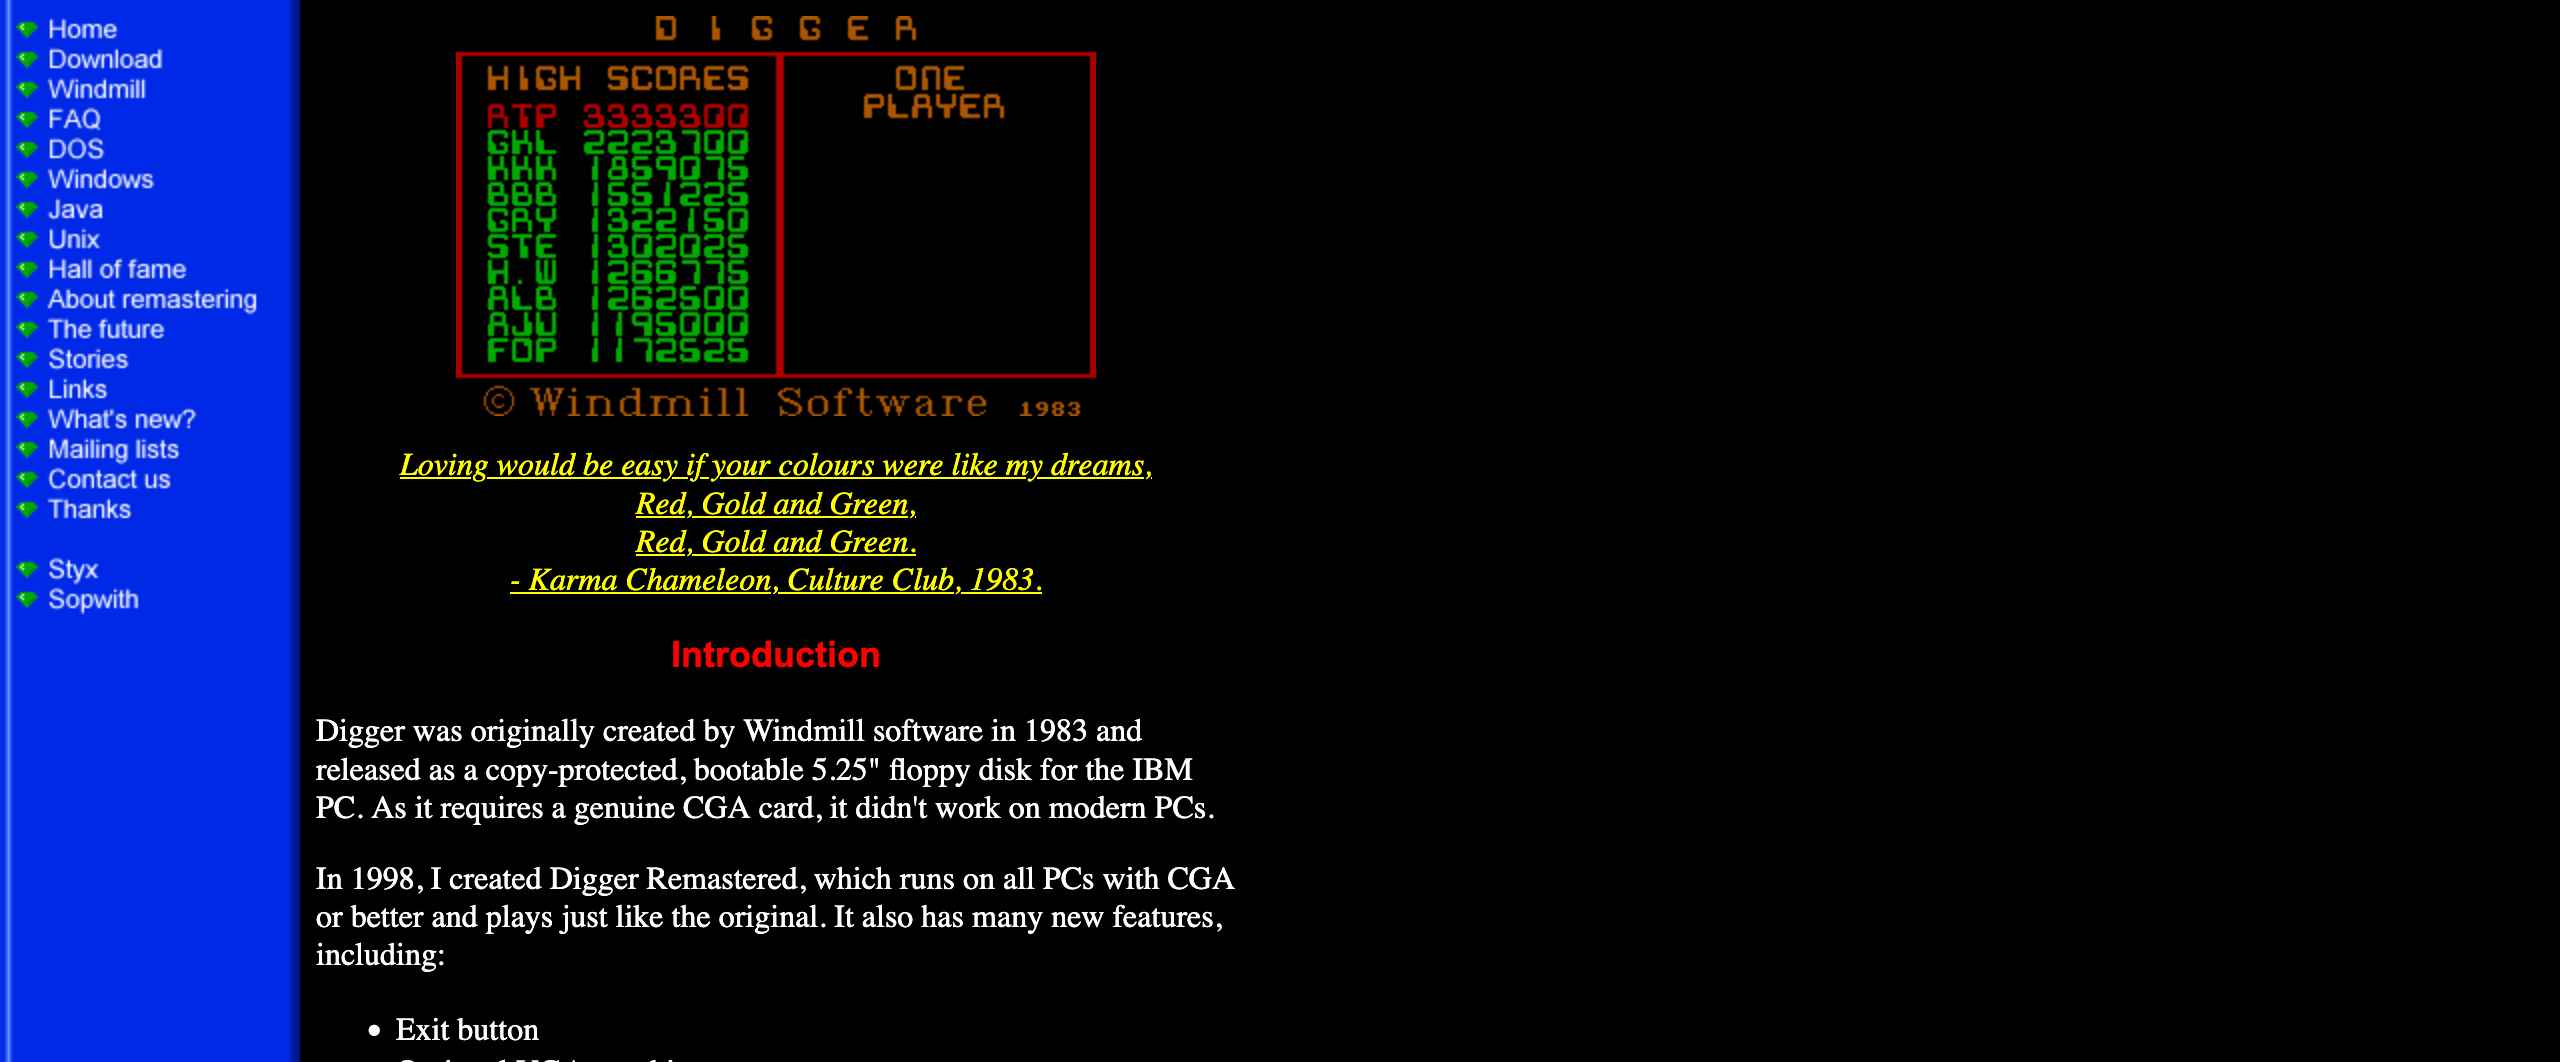 Home
Download
Windmill
FAQ
DOS
Windows
Java
Unix
Hall of fame
About remastering
The future
Stories
Links
What's new?
Mailing lists
Contact us
Thanks
Styx
Sopwith
DIGGER
HIGH SCORES
RTP 3333300
GKL 2223700
KKK 1859075
BBB 1551225
GRY 1322150
STE 1302025
H.W 1266775
ALB 1262500
AJU 1195000
FOP 1172525
ONE
PLAYER
© Windmill Software 1983
Loving would be easy if your colours were like my dreams,
Red, Gold and Green,
Red, Gold and Green.
- Karma Chameleon, Culture Club, 1983.
Introduction
Digger was originally created by Windmill software in 1983 and
released as a copy-protected, bootable 5.25" floppy disk for the IBM
PC. As it requires a genuine CGA card, it didn't work on modern PCs.
In 1998, I created Digger Remastered, which runs on all PCs with CGA
or better and plays just like the original. It also has many new features,
including:
• Exit button